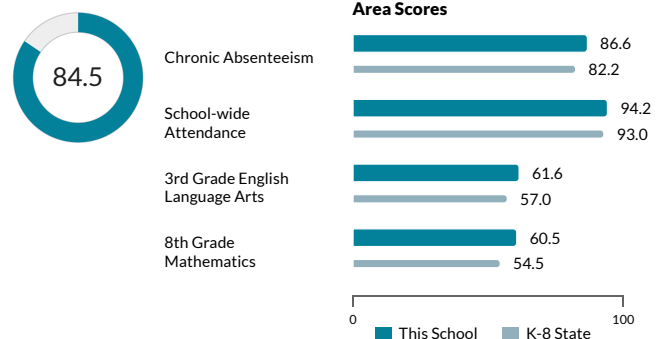 Area Scores
84.5
Chronic Absenteeism
86.6
82.2
School-wide
Attendance
94.2
93.0
3rd Grade English
Language Arts
61.6
57.0
8th Grade
Mathematics
60.5
54.5
0
100
This School
K-8 State